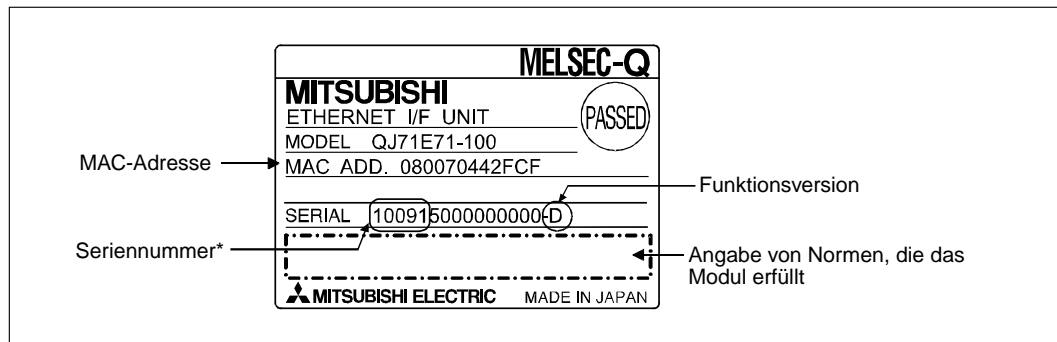 MELSEC-Q
MITSUBISHI
ETHERNET I/F UNIT
PASSED
MODEL QJ71E71-100
MAC-Adresse
MAC ADD. 080070442FCF
Funktionsversion
SERIAL 100915000000000-D
Seriennummer*
Angabe von Normen, die das
Modul erfüllt
MITSUBISHI ELECTRIC MADE IN JAPAN